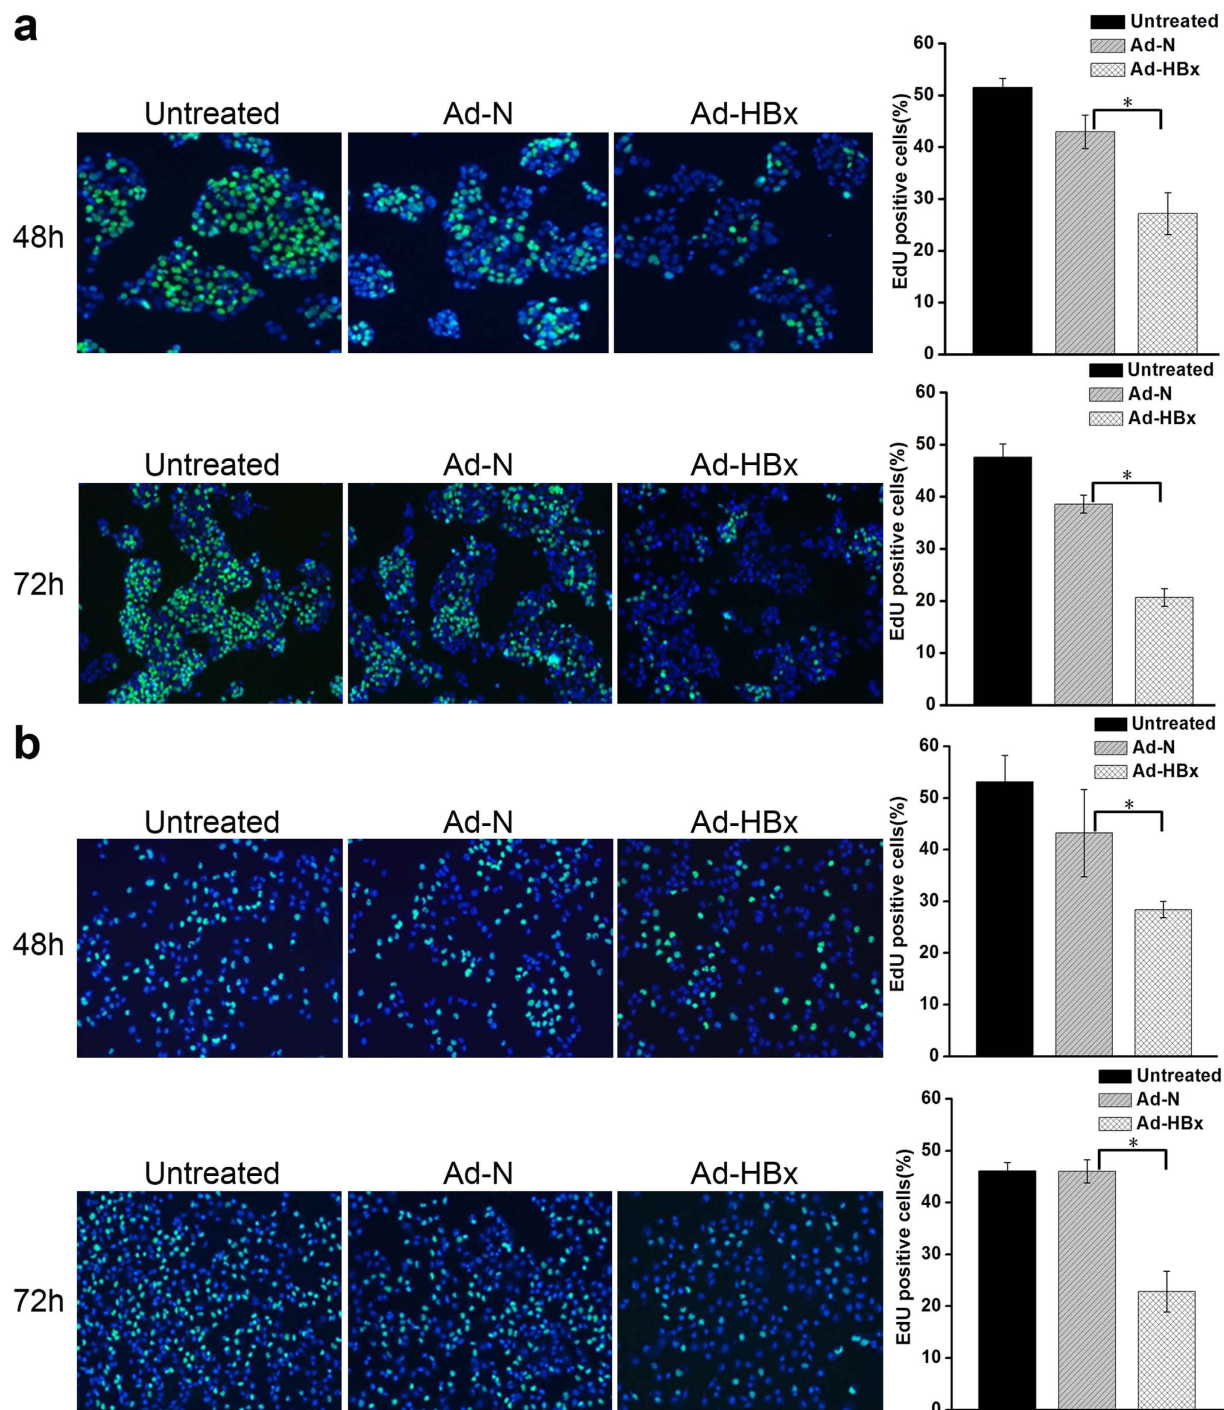 a
Untreated
Ad-N
Ad-HBx
48h
Untreated
Ad-N
Ad-HBx
EdU positive cells(%)
60
50
40
30
20
10
0
*
Untreated
Ad-N
Ad-HBx
72h
Untreated
Ad-N
Ad-HBx
EdU positive cells(%)
60
50
40
30
20
10
0
*
b
Untreated
Ad-N
Ad-HBx
48h
Untreated
Ad-N
Ad-HBx
EdU positive cells(%)
60
50
40
30
20
10
0
*
Untreated
Ad-N
Ad-HBx
72h
Untreated
Ad-N
Ad-HBx
EdU positive cells(%)
60
50
40
30
20
10
0
*